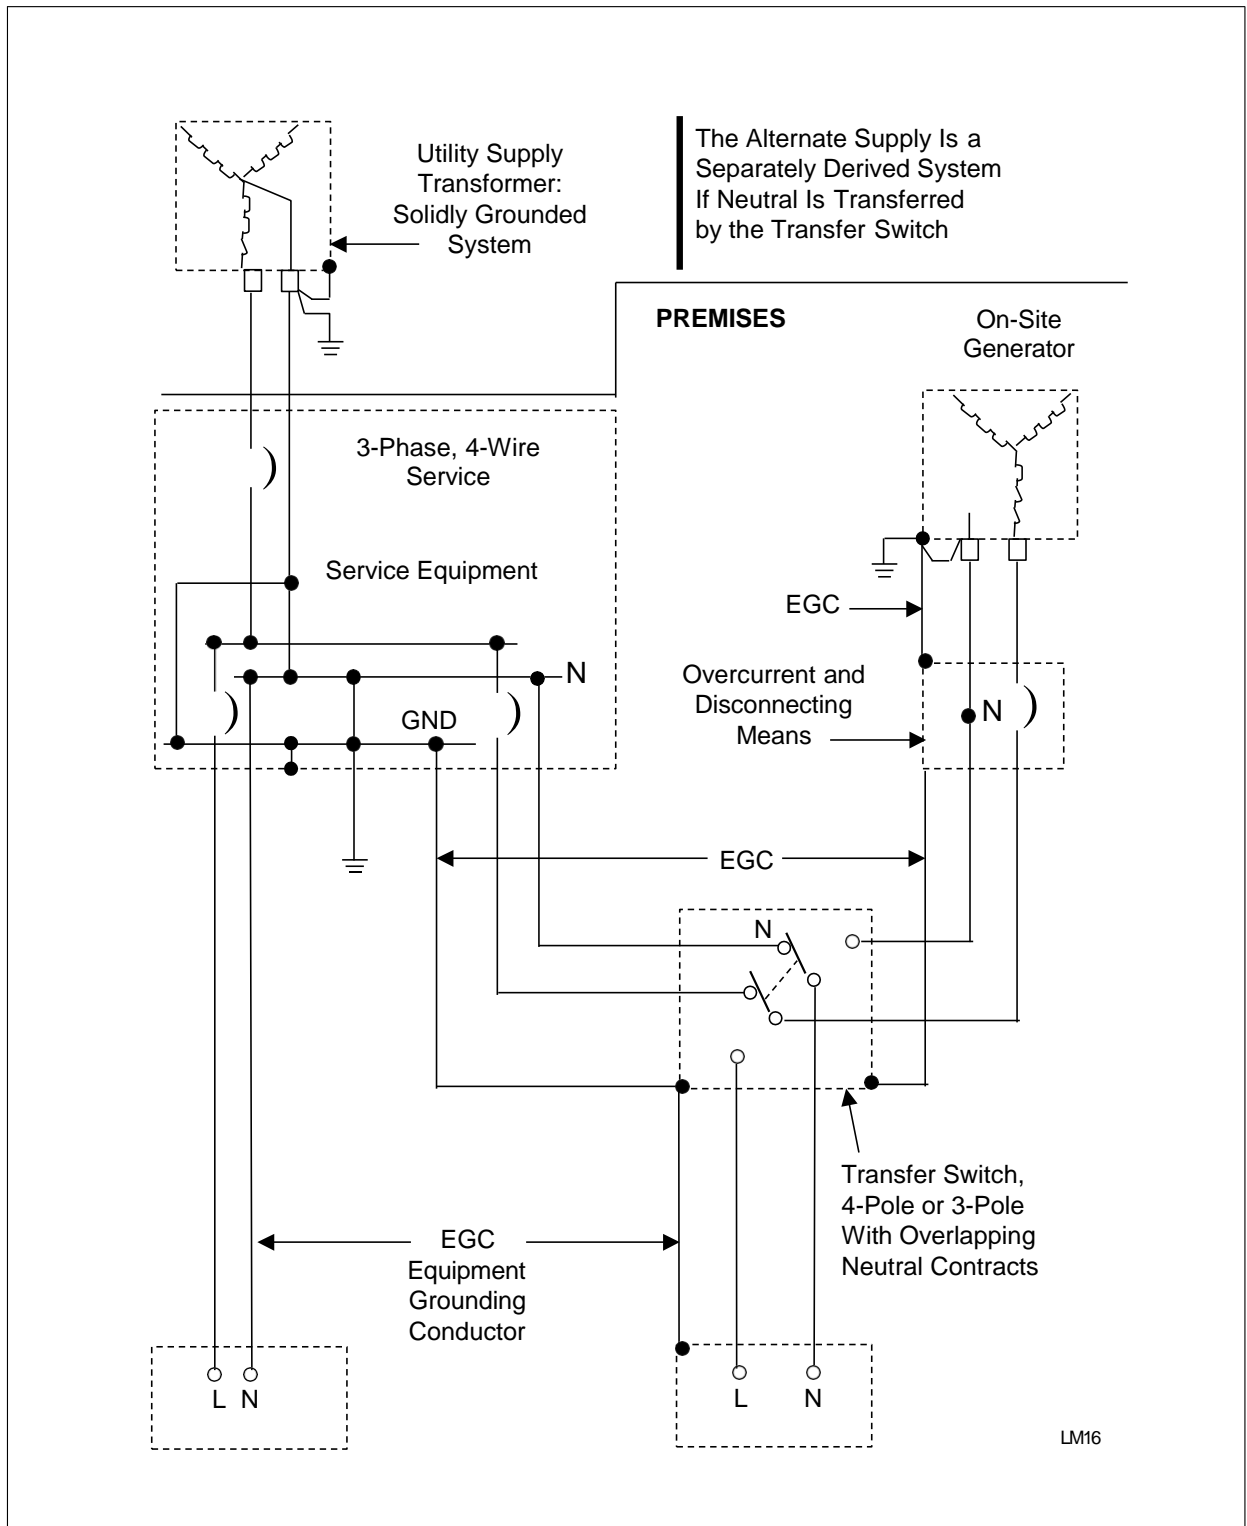 Utility Supply
Transformer:
Solidly Grounded
System
The Alternate Supply Is a
Separately Derived System
If Neutral Is Transferred
by the Transfer Switch
PREMISES
On-Site
Generator
3-Phase, 4-Wire
Service
Service Equipment
EGC
N
Overcurrent and
Disconnecting
Means
N
GND
EGC
N
Transfer Switch,
4-Pole or 3-Pole
With Overlapping
Neutral Contracts
EGC
Equipment
Grounding
Conductor
L N
L N
LM16